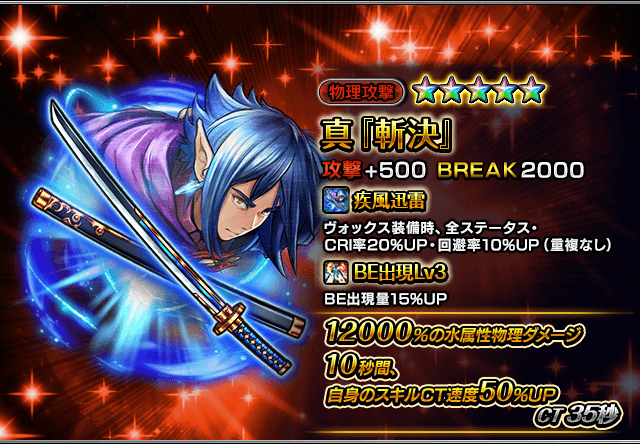 物理攻撃
真『斬決』
攻撃+500 BREAK2000
疾風迅雷
ヴォックス装備時、全ステータス・
CRI率20%UP・回避率10%UP（重複なし）
BE出現Lv3
BE出現量15%UP
12000%の水属性物理ダメージ
10秒間、
自身のスキルCT速度50%UP
CT 35秒